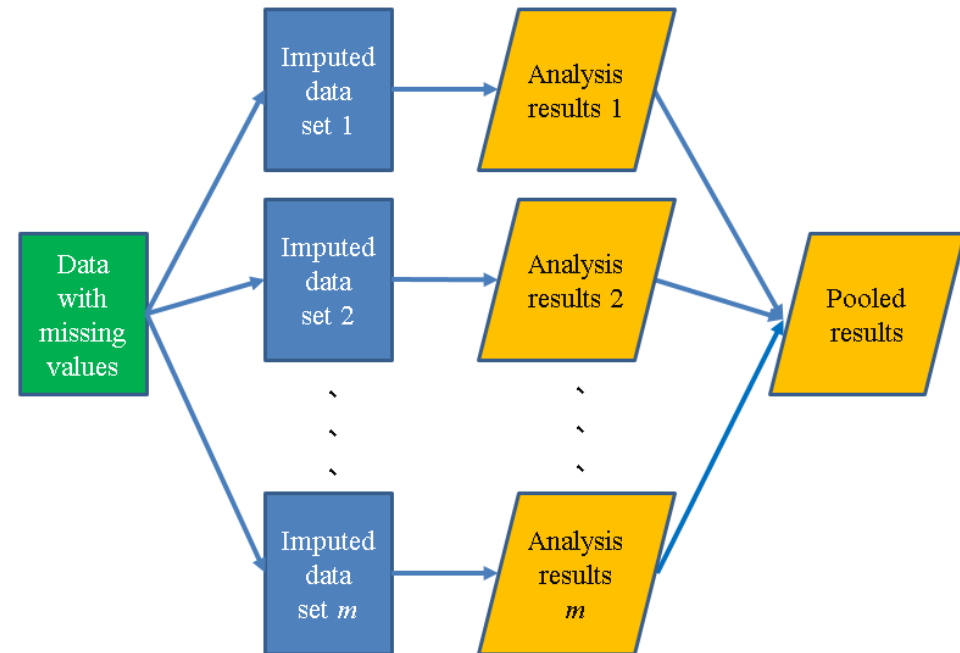 Data
with
missing
values
Imputed
data
set 1
Analysis
results 1
Imputed
data
set 2
Analysis
results 2
Imputed
data
set m
Analysis
results
m
Pooled
results